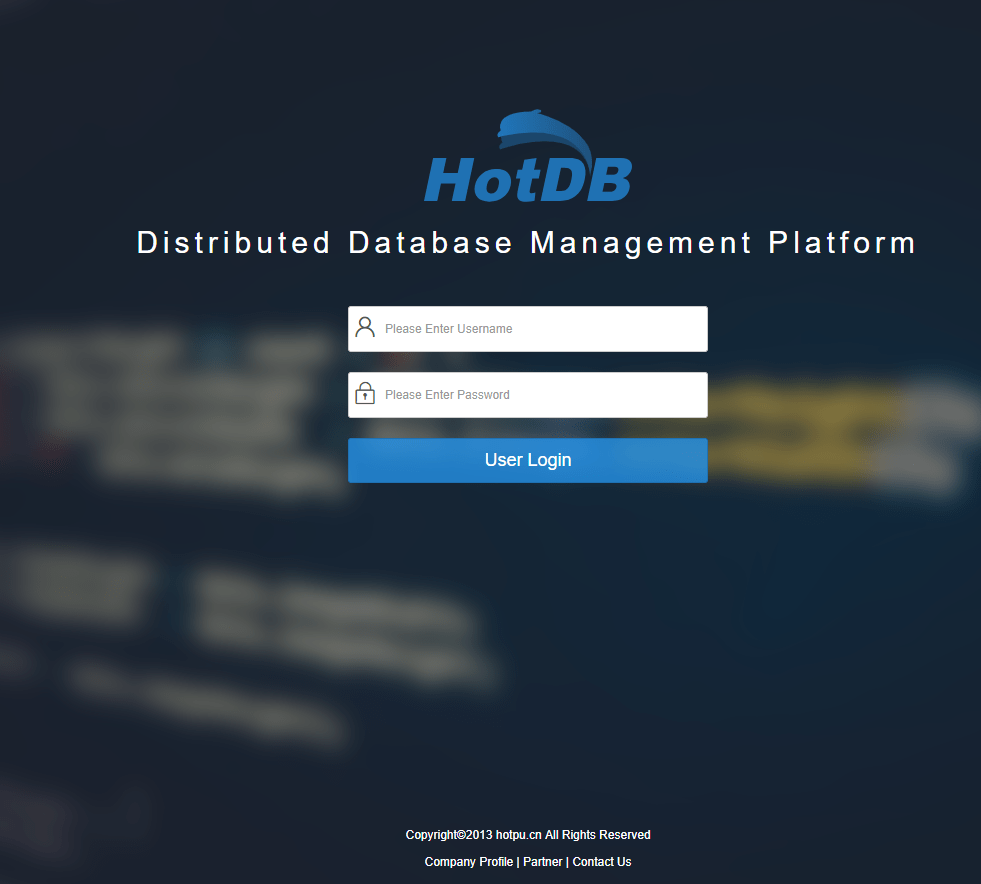 HotDB
Distributed Database Management Platform
Please Enter Username
Please Enter Password
User Login
Copyright©2013 hotpu.cn All Rights Reserved
Company Profile | Partner | Contact Us